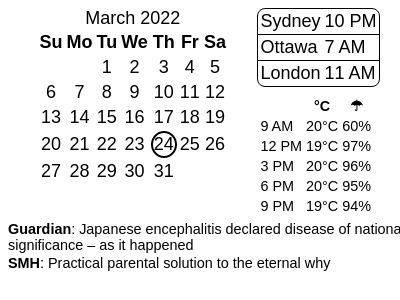 March 2022
Su Mo Tu We Th Fr Sa
1 2 3 4 5
6 7 8 9 10 11 12
13 14 15 16 17 18 19
20 21 22 23 24 25 26
27 28 29 30 31
Sydney 10 PM
Ottawa 7 AM
London 11 AM
°C ☂
9 AM 20°C 60%
12 PM 19°C 97%
3 PM 20°C 96%
6 PM 20°C 95%
9 PM 19°C 94%
Guardian: Japanese encephalitis declared disease of nationa
significance – as it happened
SMH: Practical parental solution to the eternal why